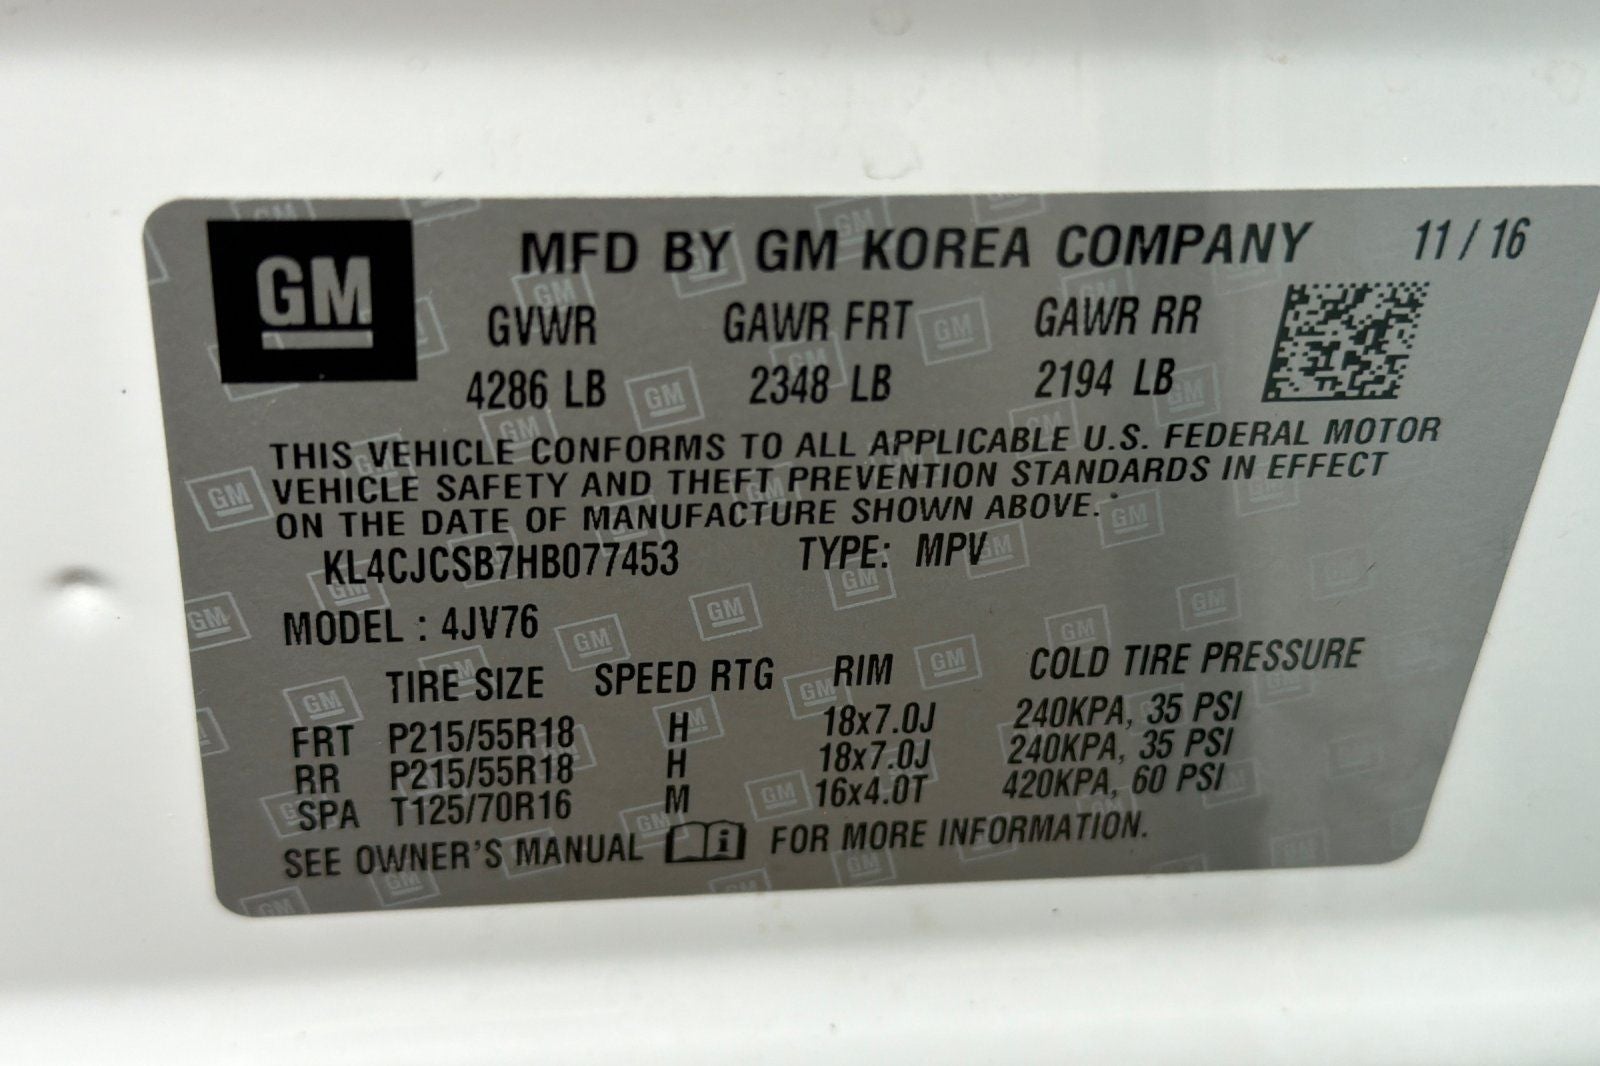 GM MFD BY GM KOREA COMPANY 11 / 16
GVWR GAWR FRT GAWR RR
4286 LB 2348 LB 2194 LB
THIS VEHICLE CONFORMS TO ALL APPLICABLE U.S. FEDERAL MOTOR
VEHICLE SAFETY AND THEFT PREVENTION STANDARDS IN EFFECT
ON THE DATE OF MANUFACTURE SHOWN ABOVE.
KL4CJCSB7HB077453 TYPE: MPV
MODEL : 4JV76
TIRE SIZE SPEED RTG RIM COLD TIRE PRESSURE
FRT P215/55R18 H 18x7.0J 240KPA, 35 PSI
RR P215/55R18 H 18x7.0J 240KPA, 35 PSI
SPA T125/70R16 M 16x4.0T 420KPA, 60 PSI
SEE OWNER'S MANUAL FOR MORE INFORMATION.